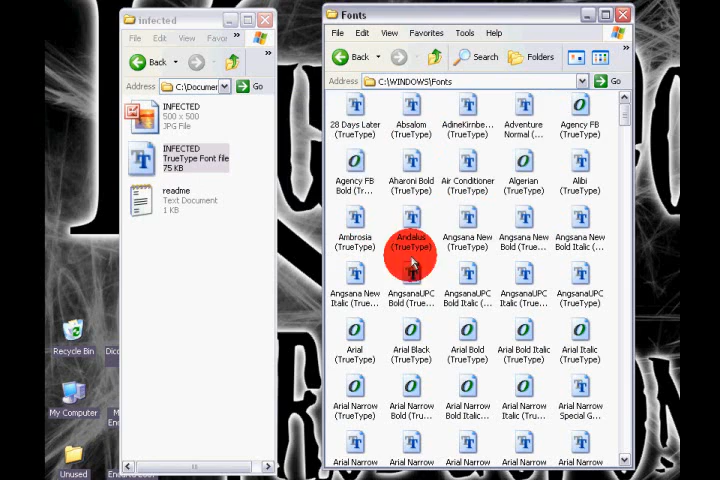 infected
File Edit View Favor »
Back »
Address C:\Documer Go
INFECTED
500 x 500
JPG File
INFECTED
TrueType Font file
75 KB
readme
Text Document
1 KB
Fonts
File Edit View Favorites Tools Help
Back Search Folders »
Address C:\WINDOWS\Fonts Go
28 Days Later Absalom AdineKirnbe... Adventure Agency FB
(TrueType) (TrueType) (TrueType) Normal (... (TrueType)
Agency FB Aharoni Bold Air Conditioner Algerian Alibi
Bold (Tr... (TrueType) (TrueType) (TrueType) (TrueType)
Ambrosia Andalus Angsana New Angsana New Angsana New
(TrueType) (TrueType) (TrueType) Bold (True... Bold Italic (...
Angsana New AngsanaUPC AngsanaUPC AngsanaUPC AngsanaUPC
Italic (True... Bold (True... Bold Italic (... Italic (True... (TrueType)
Arial Arial Black Arial Bold Arial Bold Italic Arial Italic
(TrueType) (TrueType) (TrueType) (TrueType) (TrueType)
Arial Narrow Arial Narrow Arial Narrow Arial Narrow Arial Narrow
(TrueType) Bold (Tru... Bold Italic... Italic (Tru... Special G...
Arial Narrow Arial Narrow Arial Narrow Arial Narrow Arial Narrow
Recycle Bin
My Computer
Unused